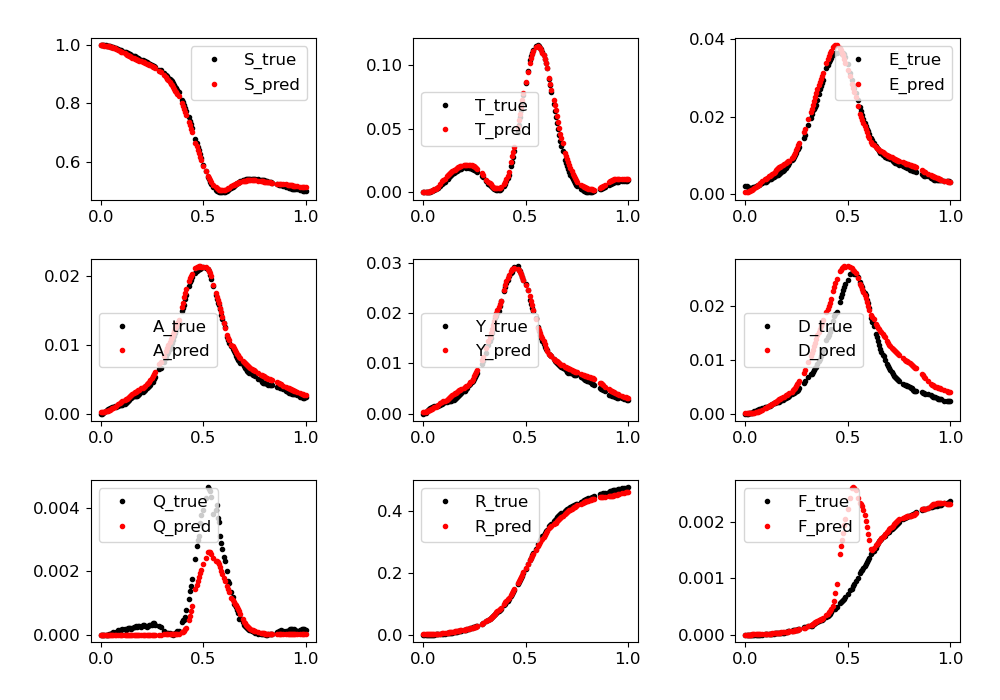 1.0
0.8
0.6
0.0 0.5 1.0
S_true
S_pred
0.10
0.05
0.00
0.0 0.5 1.0
T_true
T_pred
0.04
0.02
0.00
0.0 0.5 1.0
E_true
E_pred
0.02
0.01
0.00
0.0 0.5 1.0
A_true
A_pred
0.03
0.02
0.01
0.00
0.0 0.5 1.0
Y_true
Y_pred
0.02
0.01
0.00
0.0 0.5 1.0
D_true
D_pred
0.004
0.002
0.000
0.0 0.5 1.0
Q_true
Q_pred
0.4
0.2
0.0
0.0 0.5 1.0
R_true
R_pred
0.002
0.001
0.000
0.0 0.5 1.0
F_true
F_pred